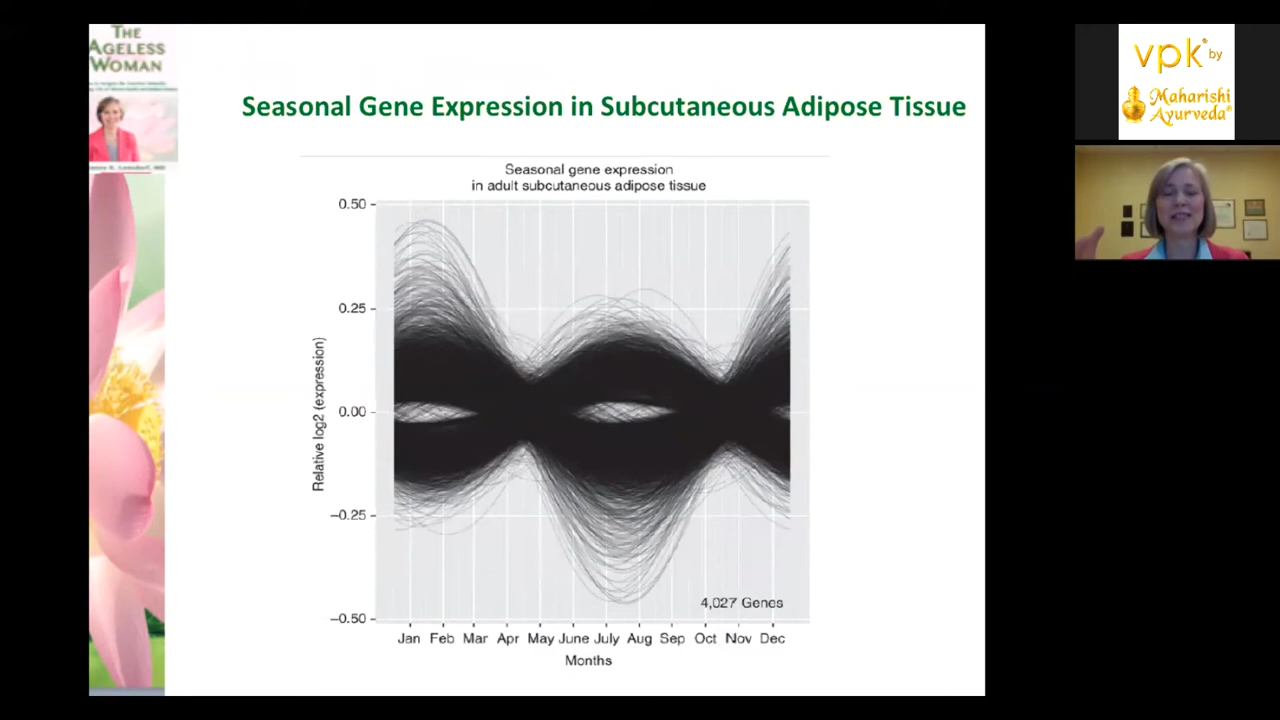 THE
AGELESS
WOMAN
Seasonal Gene Expression in Subcutaneous Adipose Tissue
Seasonal gene expression
in adult subcutaneous adipose tissue
Relative log2 (expression)
0.50
0.25
0.00
−0.25
−0.50
4,027 Genes
Jan Feb Mar Apr May June July Aug Sep Oct Nov Dec
Months
vpk® by
Maharishi
Ayurveda®